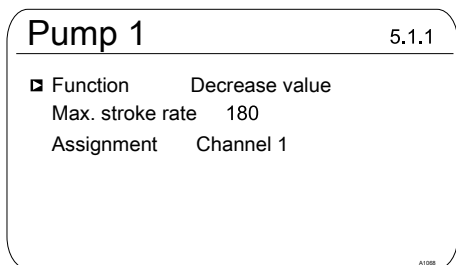 Pump 1 5.1.1
Function Decrease value
Max. stroke rate 180
Assignment Channel 1
A1068